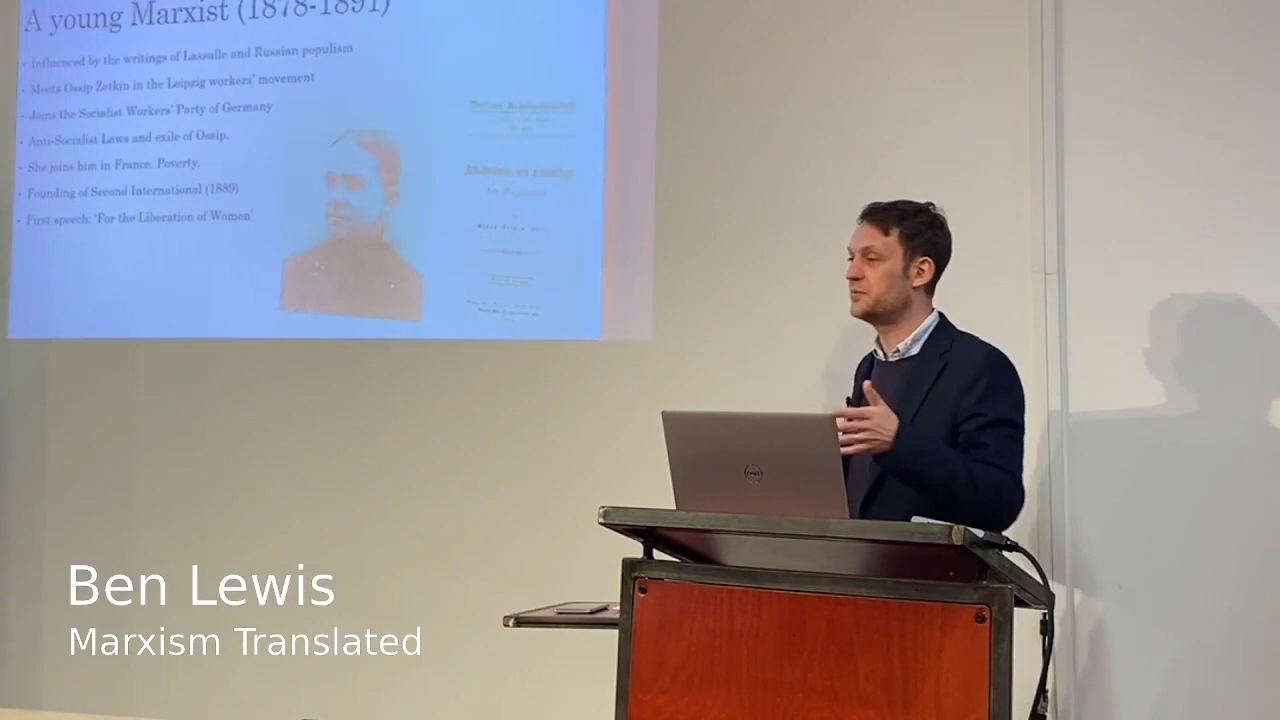 A young Marxist (1878-1891)
- Influenced by the writings of Lassalle and Russian populism
- Meets Ossip Zetkin in the Leipzig workers' movement
- Joins the Socialist Workers' Party of Germany
- Anti-Socialist Laws and exile of Ossip.
- She joins him in France. Poverty.
- Founding of Second International (1889)
- First speech: 'For the Liberation of Women'
DELL
Ben Lewis
Marxism Translated